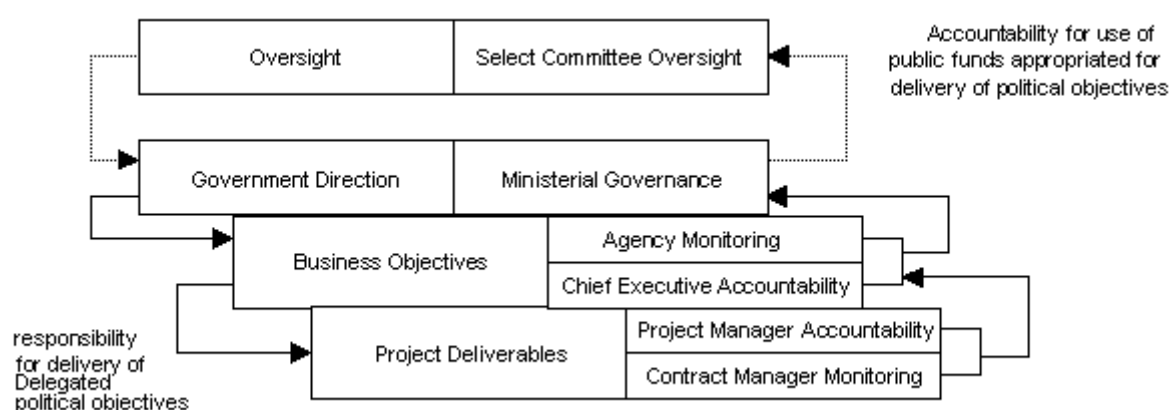 Oversight
Select Committee Oversight
Accountability for use of
public funds appropriated for
delivery of political objectives
Government Direction
Ministerial Governance
Business Objectives
Agency Monitoring
Chief Executive Accountability
Project Deliverables
Project Manager Accountability
Contract Manager Monitoring
responsibility
for delivery of
Delegated
political objectives